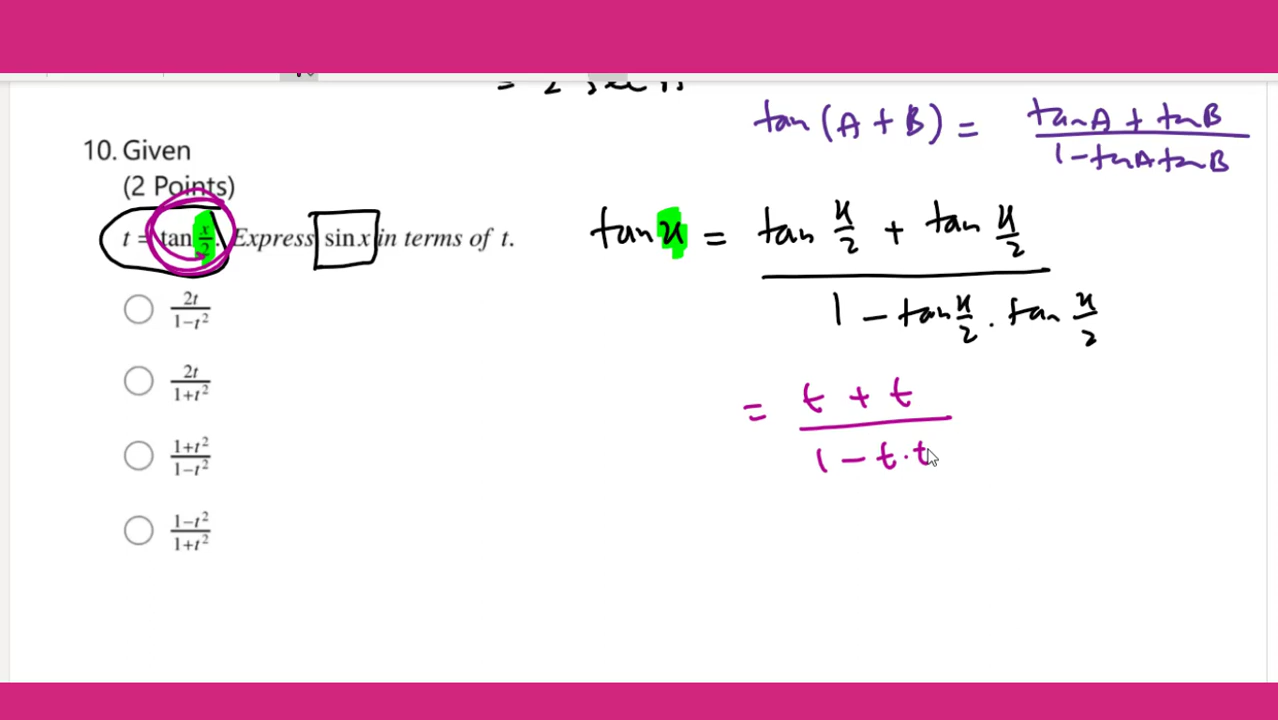 = 2 sec A
tan (A + B) = tanA + tanB / 1 - tanA tanB
10. Given
(2 Points)
t = tan x/2. Express sin x in terms of t.
tan x = tan x/2 + tan x/2 / 1 - tan x/2 . tan x/2
2t / 1-t²
= t + t / 1 - t . t
2t / 1+t²
1+t² / 1-t²
1-t² / 1+t²